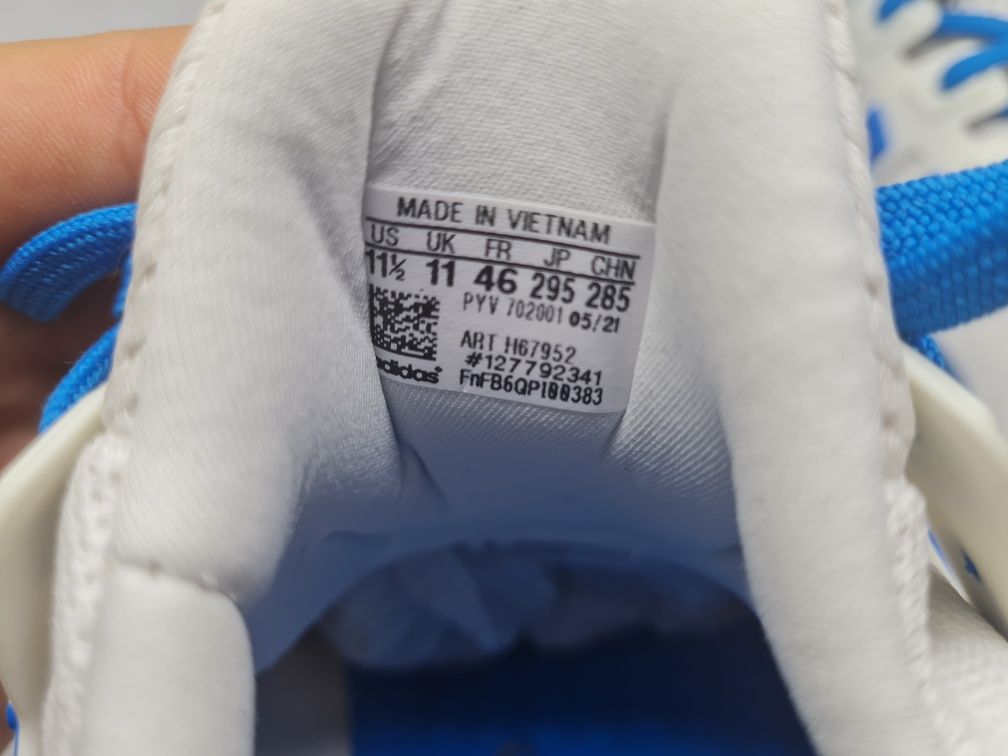 MADE IN VIETNAM
US UK FR JP CHN
11½ 11 46 295 285
PYV 702001 05/21
ART H67952
#127792341
adidas FnFB6QPI00383